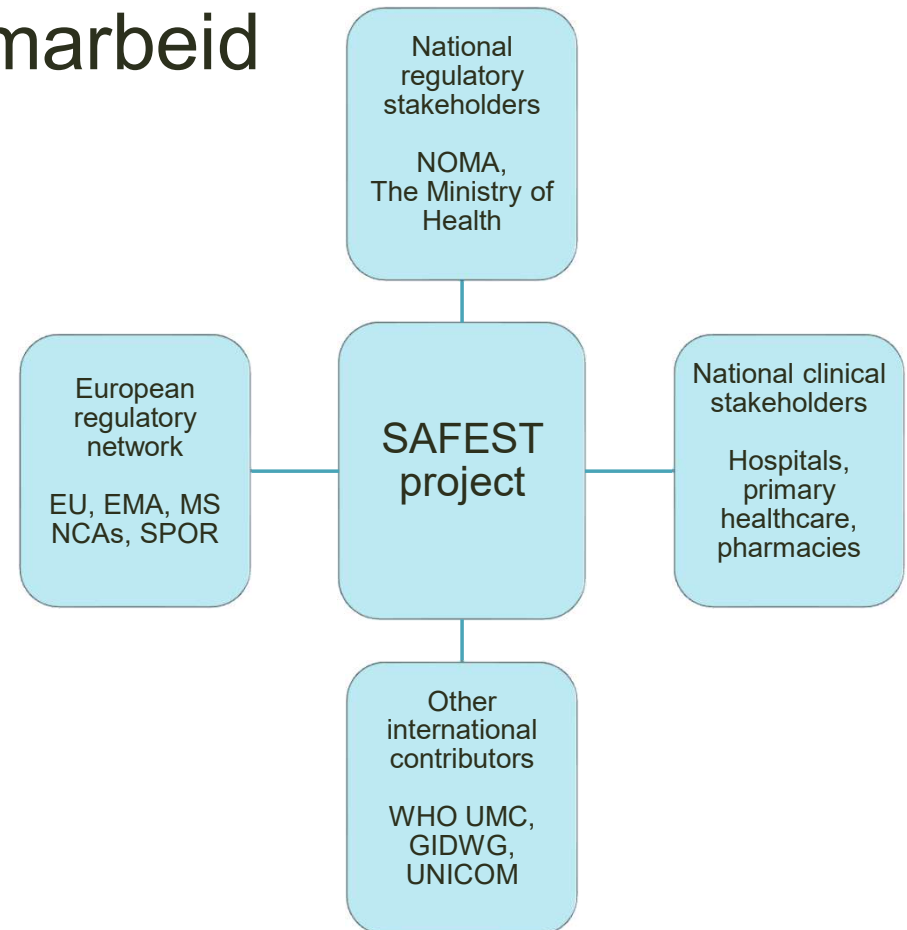 marbeid
National
regulatory
stakeholders
NOMA,
The Ministry of
Health
European
regulatory
network
EU, EMA, MS
NCAs, SPOR
SAFEST
project
National clinical
stakeholders
Hospitals,
primary
healthcare,
pharmacies
Other
international
contributors
WHO UMC,
GIDWG,
UNICOM